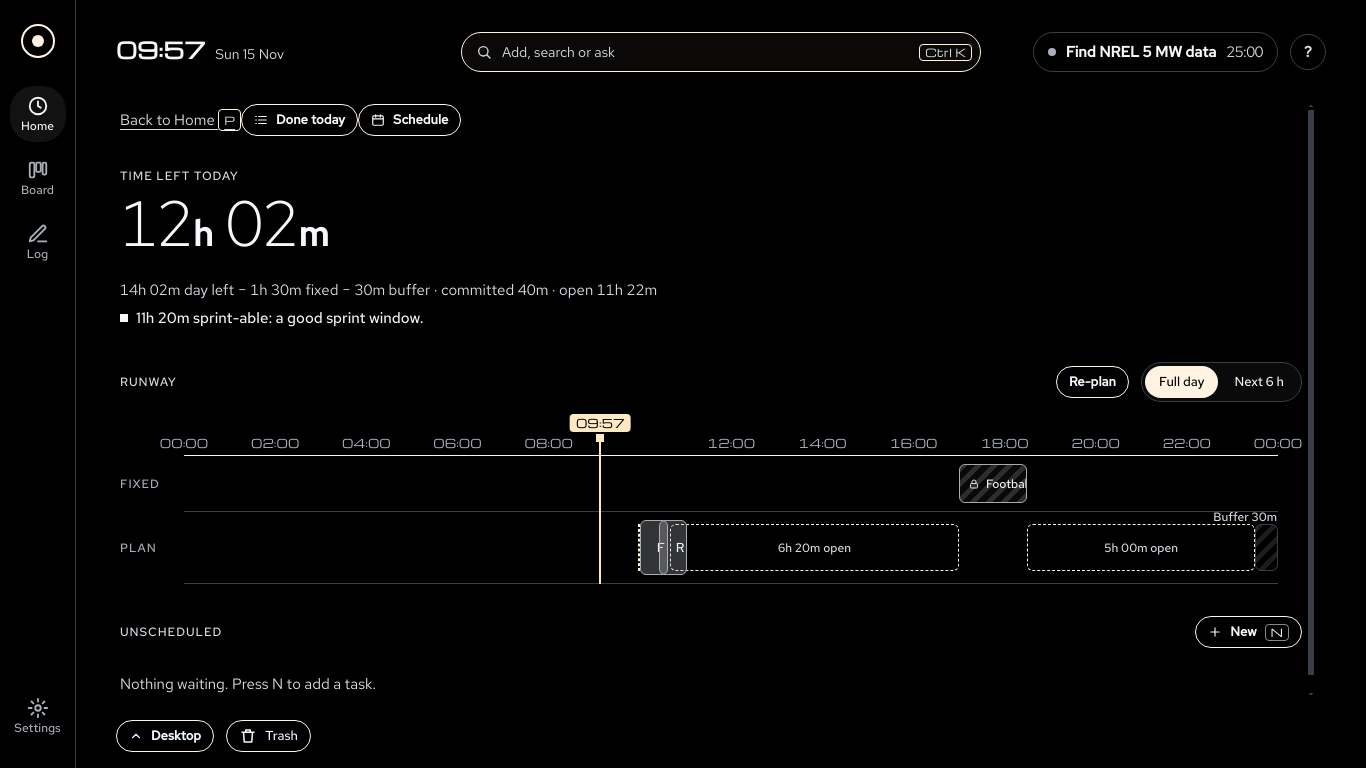 09:57 Sun 15 Nov
Add, search or ask Ctrl K
Find NREL 5 MW data 25:00 ?
Home
Board
Log
Settings
Back to Home P Done today Schedule
TIME LEFT TODAY
12h 02m
14h 02m day left − 1h 30m fixed − 30m buffer · committed 40m · open 11h 22m
11h 20m sprint-able: a good sprint window.
RUNWAY Re-plan Full day Next 6 h
09:57
00:00 02:00 04:00 06:00 08:00 12:00 14:00 16:00 18:00 20:00 22:00 00:00
FIXED Footbal
Buffer 30m
PLAN F R 6h 20m open 5h 00m open
UNSCHEDULED + New N
Nothing waiting. Press N to add a task.
Desktop Trash